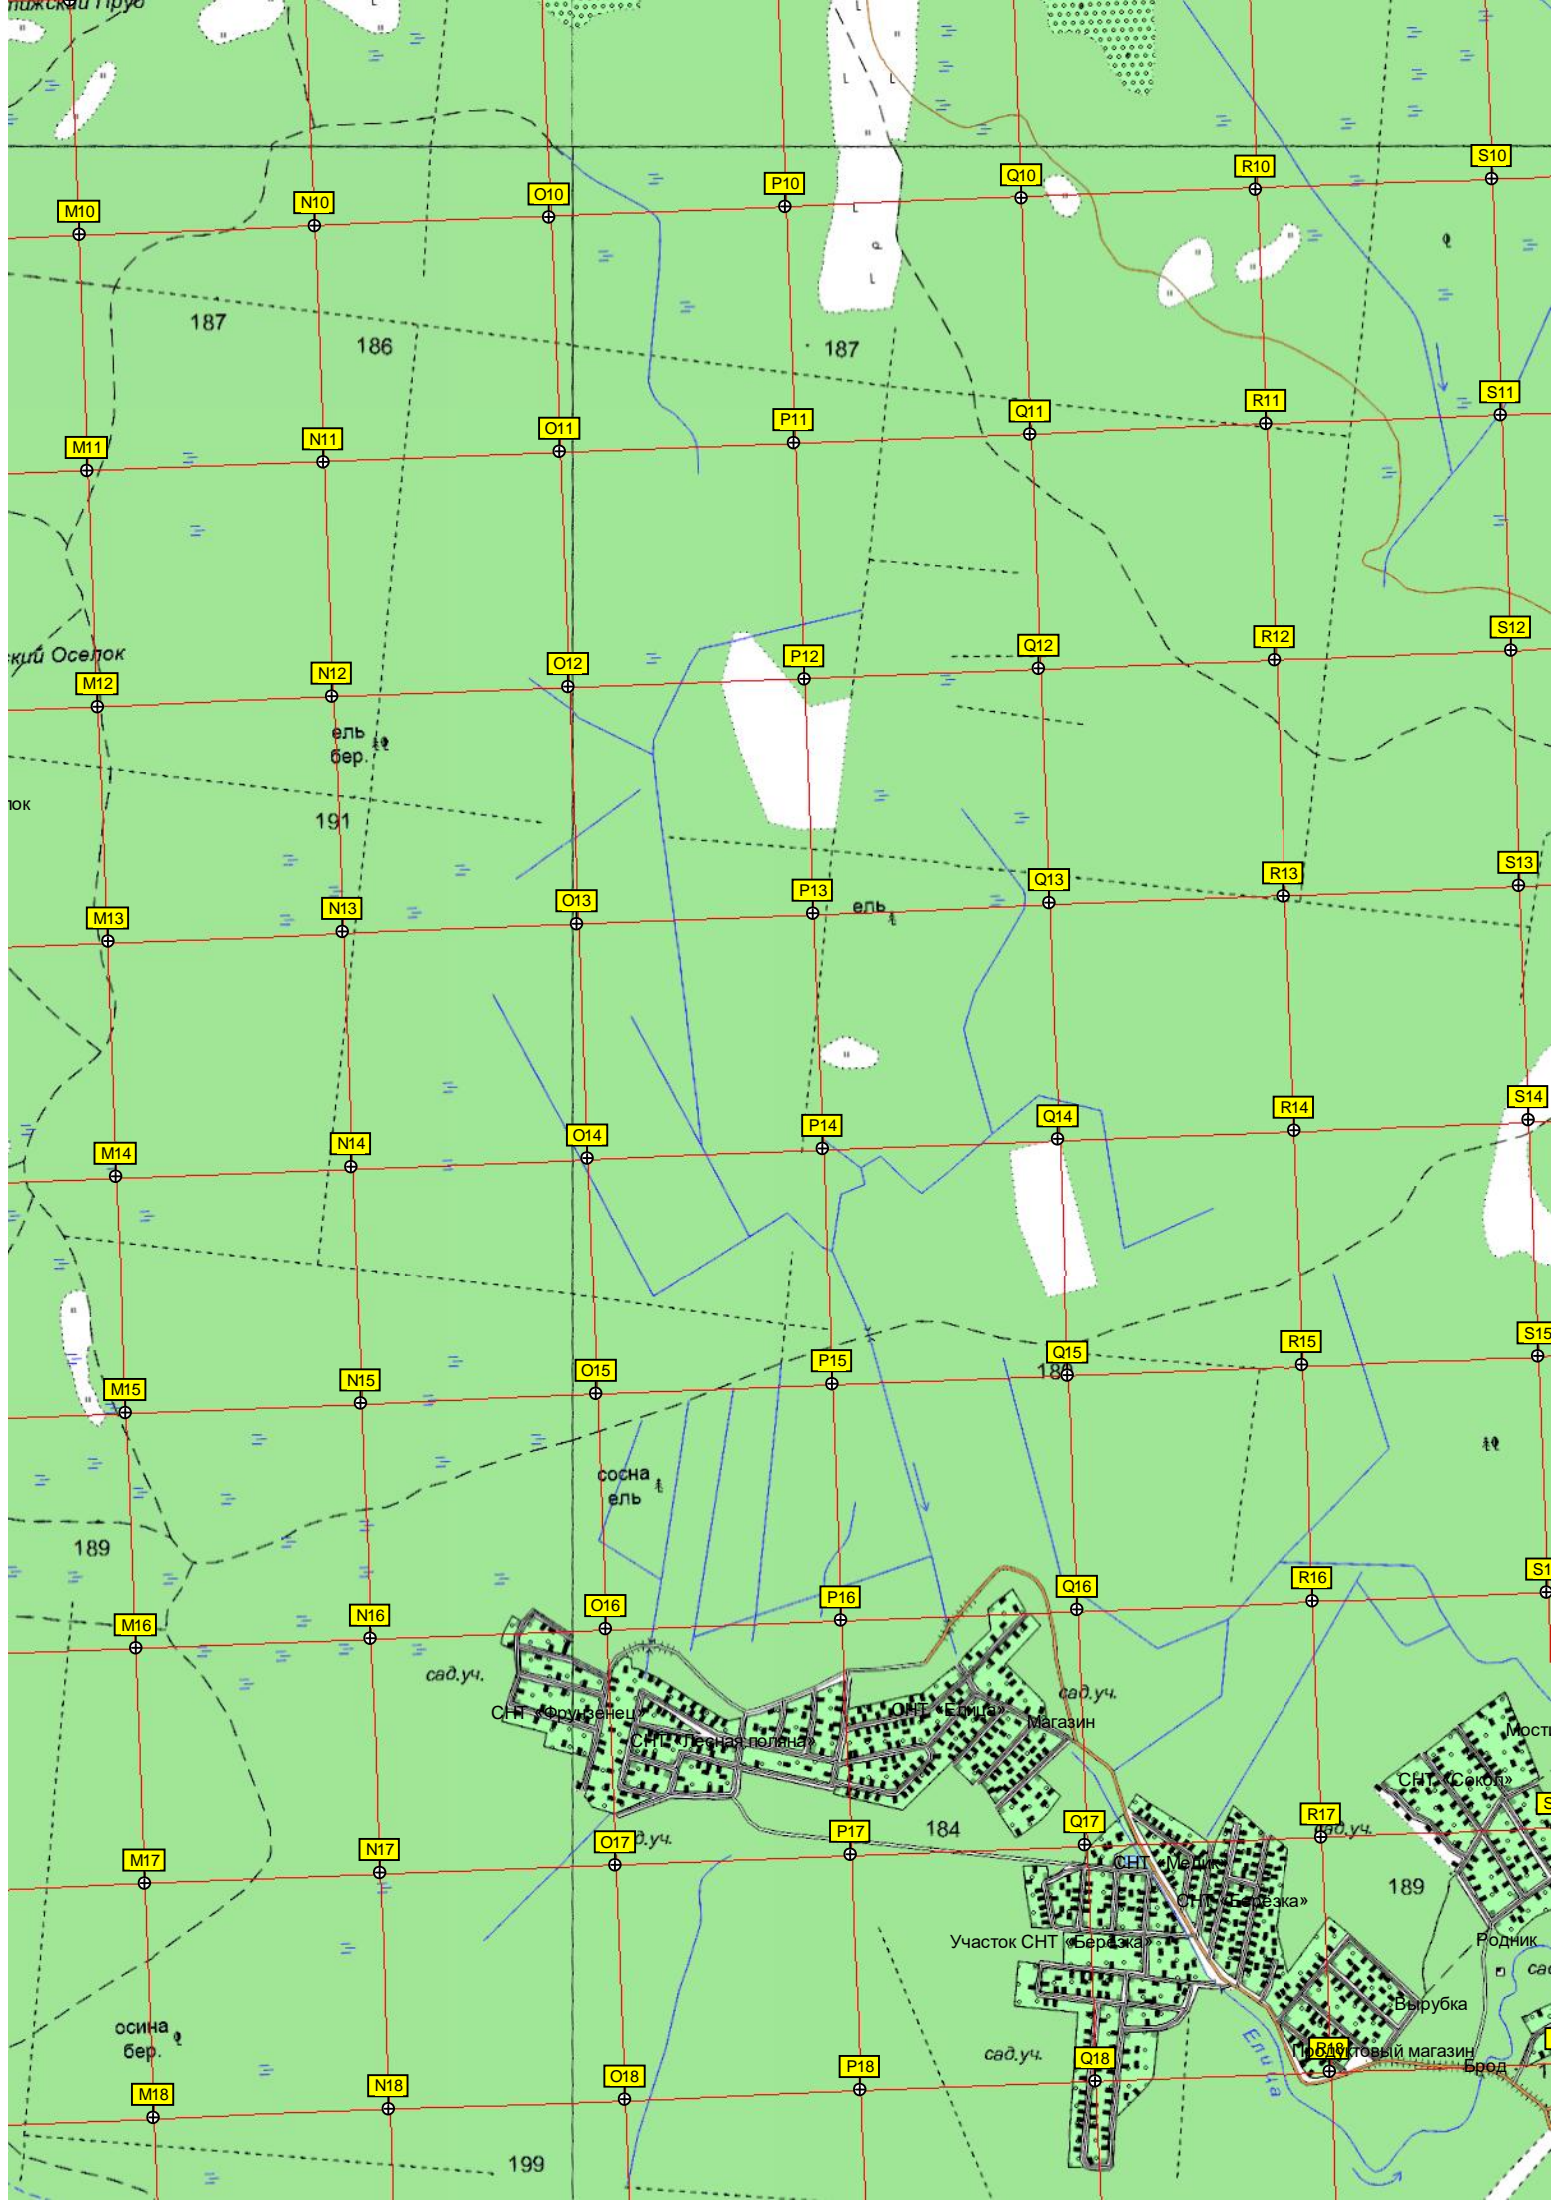 S10
R10
Q10
P10
O10
N10
M10
187
186
187
S11
R11
Q11
P11
O11
N11
M11
S12
R12
Q12
P12
O12
N12
M12
ский Оселок
ель
бер.
лок
191
S13
R13
Q13
P13
O13
N13
M13
ель
S14
R14
Q14
P14
O14
N14
M14
S15
R15
Q15
P15
O15
N15
M15
сосна
ель
189
R16
Q16
P16
O16
N16
M16
сад.уч.
сад.уч.
СНТ «Фрунзенец»
СНТ «Лесная поляна»
СНТ «Елица»
Магазин
СНТ «Сокол»
184
R17
Q17
P17
O17
N17
M17
СНТ «Медик»
СНТ «Берёзка»
189
Участок СНТ «Берёзка»
Родник
Вырубка
осина
бер.
сад.уч.
Елица
Продуктовый магазин
Брод
R18
Q18
P18
O18
N18
M18
199